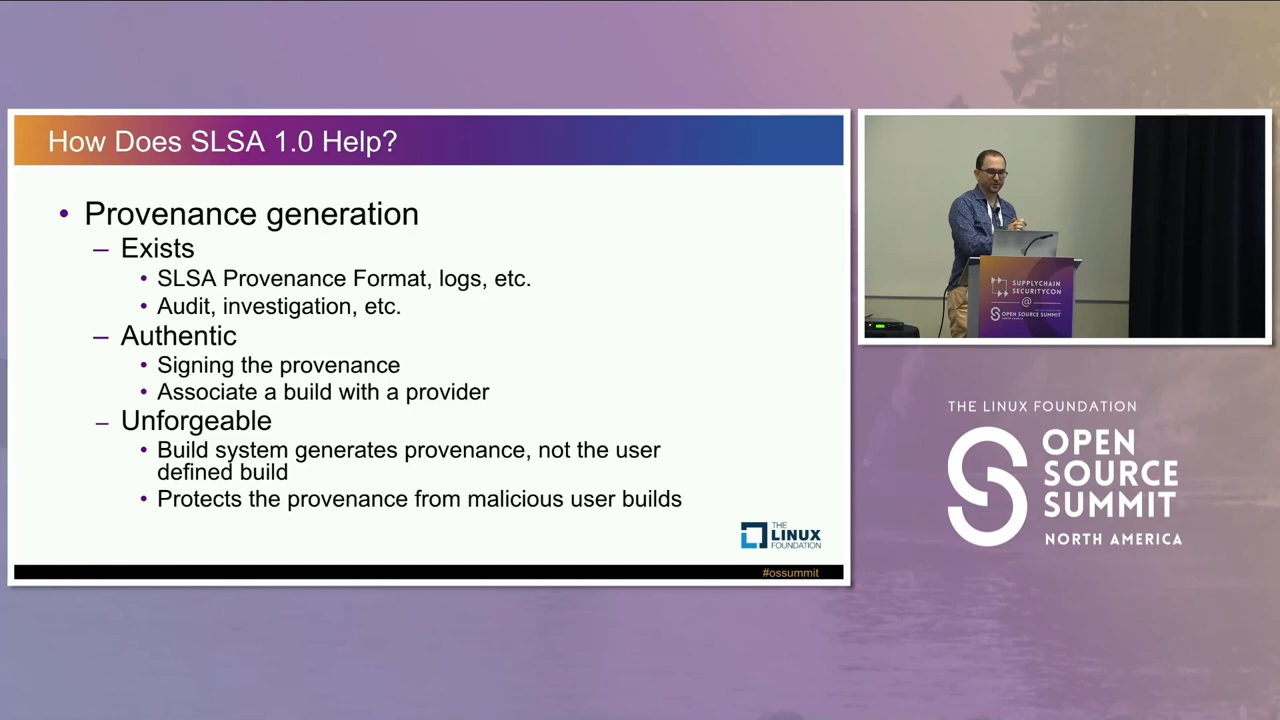 How Does SLSA 1.0 Help?
• Provenance generation
– Exists
• SLSA Provenance Format, logs, etc.
• Audit, investigation, etc.
– Authentic
• Signing the provenance
• Associate a build with a provider
– Unforgeable
• Build system generates provenance, not the user
defined build
• Protects the provenance from malicious user builds
THE
LINUX
FOUNDATION
#ossummit
SUPPLYCHAIN
SECURITYCON
@
OPEN SOURCE SUMMIT
THE LINUX FOUNDATION
OPEN
SOURCE
SUMMIT
NORTH AMERICA